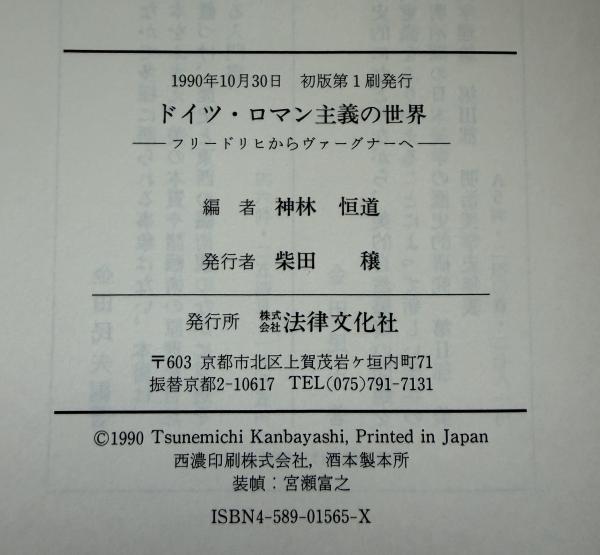 1990年10月30日　初版第1刷発行
ドイツ・ロマン主義の世界
——フリードリヒからヴァーグナーへ——
編　者　神林　恒道
発行者　柴田　穣
発行所　株式会社法律文化社
〒603 京都市北区上賀茂岩ケ垣内町71
振替京都2-10617　TEL(075)791-7131
©1990 Tsunemichi Kanbayashi, Printed in Japan
西濃印刷株式会社，酒本製本所
装幀：宮瀬富之
ISBN4-589-01565-X